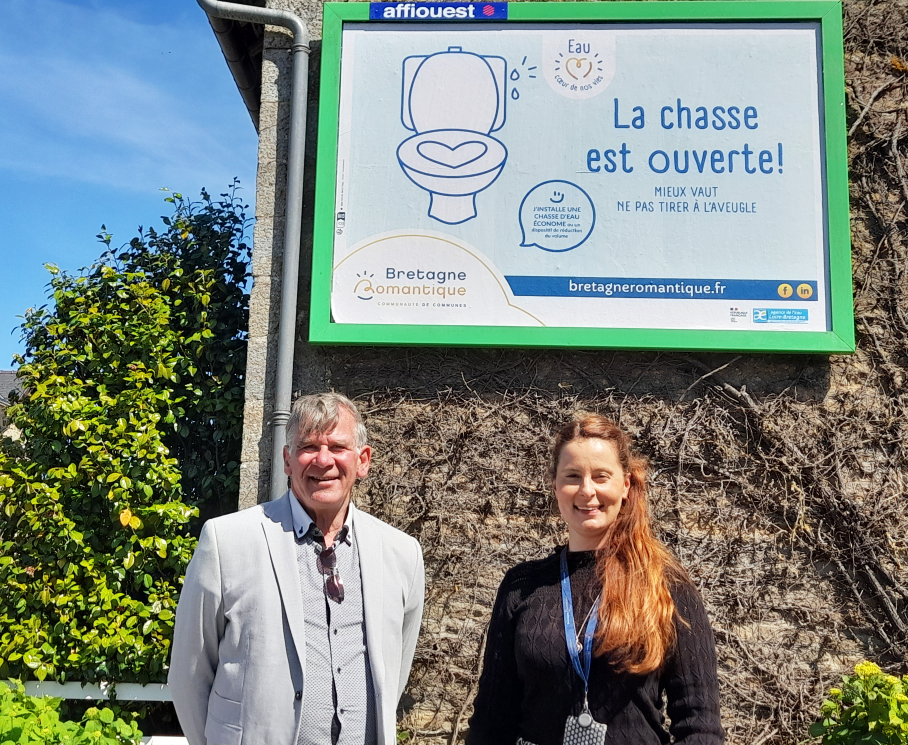 affiouest
Eau
cœur de nos vies
La chasse
est ouverte!
MIEUX VAUT
NE PAS TIRER À L'AVEUGLE
J'INSTALLE UNE
CHASSE D'EAU
ÉCONOME ou un
dispositif de réduction
du volume
Bretagne
Romantique
COMMUNAUTÉ DE COMMUNES
bretagneromantique.fr
f in
agence de l'eau
Loire-Bretagne